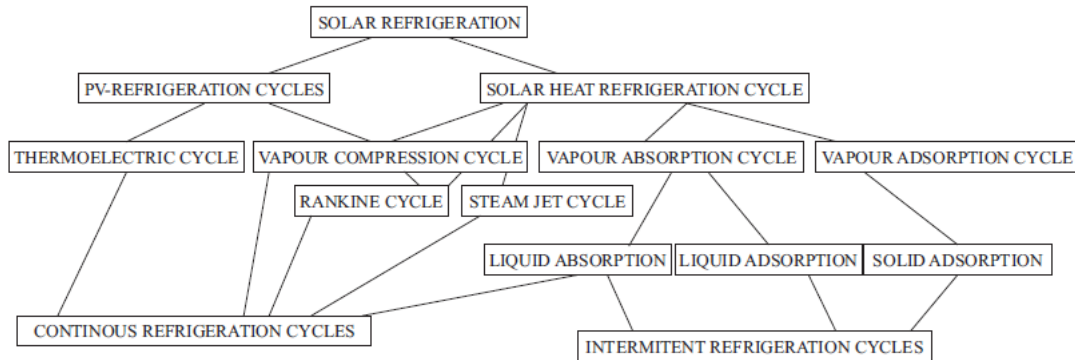 SOLAR REFRIGERATION
PV-REFRIGERATION CYCLES
SOLAR HEAT REFRIGERATION CYCLE
THERMOELECTRIC CYCLE
VAPOUR COMPRESSION CYCLE
VAPOUR ABSORPTION CYCLE
VAPOUR ADSORPTION CYCLE
RANKINE CYCLE
STEAM JET CYCLE
LIQUID ABSORPTION
LIQUID ADSORPTION
SOLID ADSORPTION
CONTINOUS REFRIGERATION CYCLES
INTERMITENT REFRIGERATION CYCLES